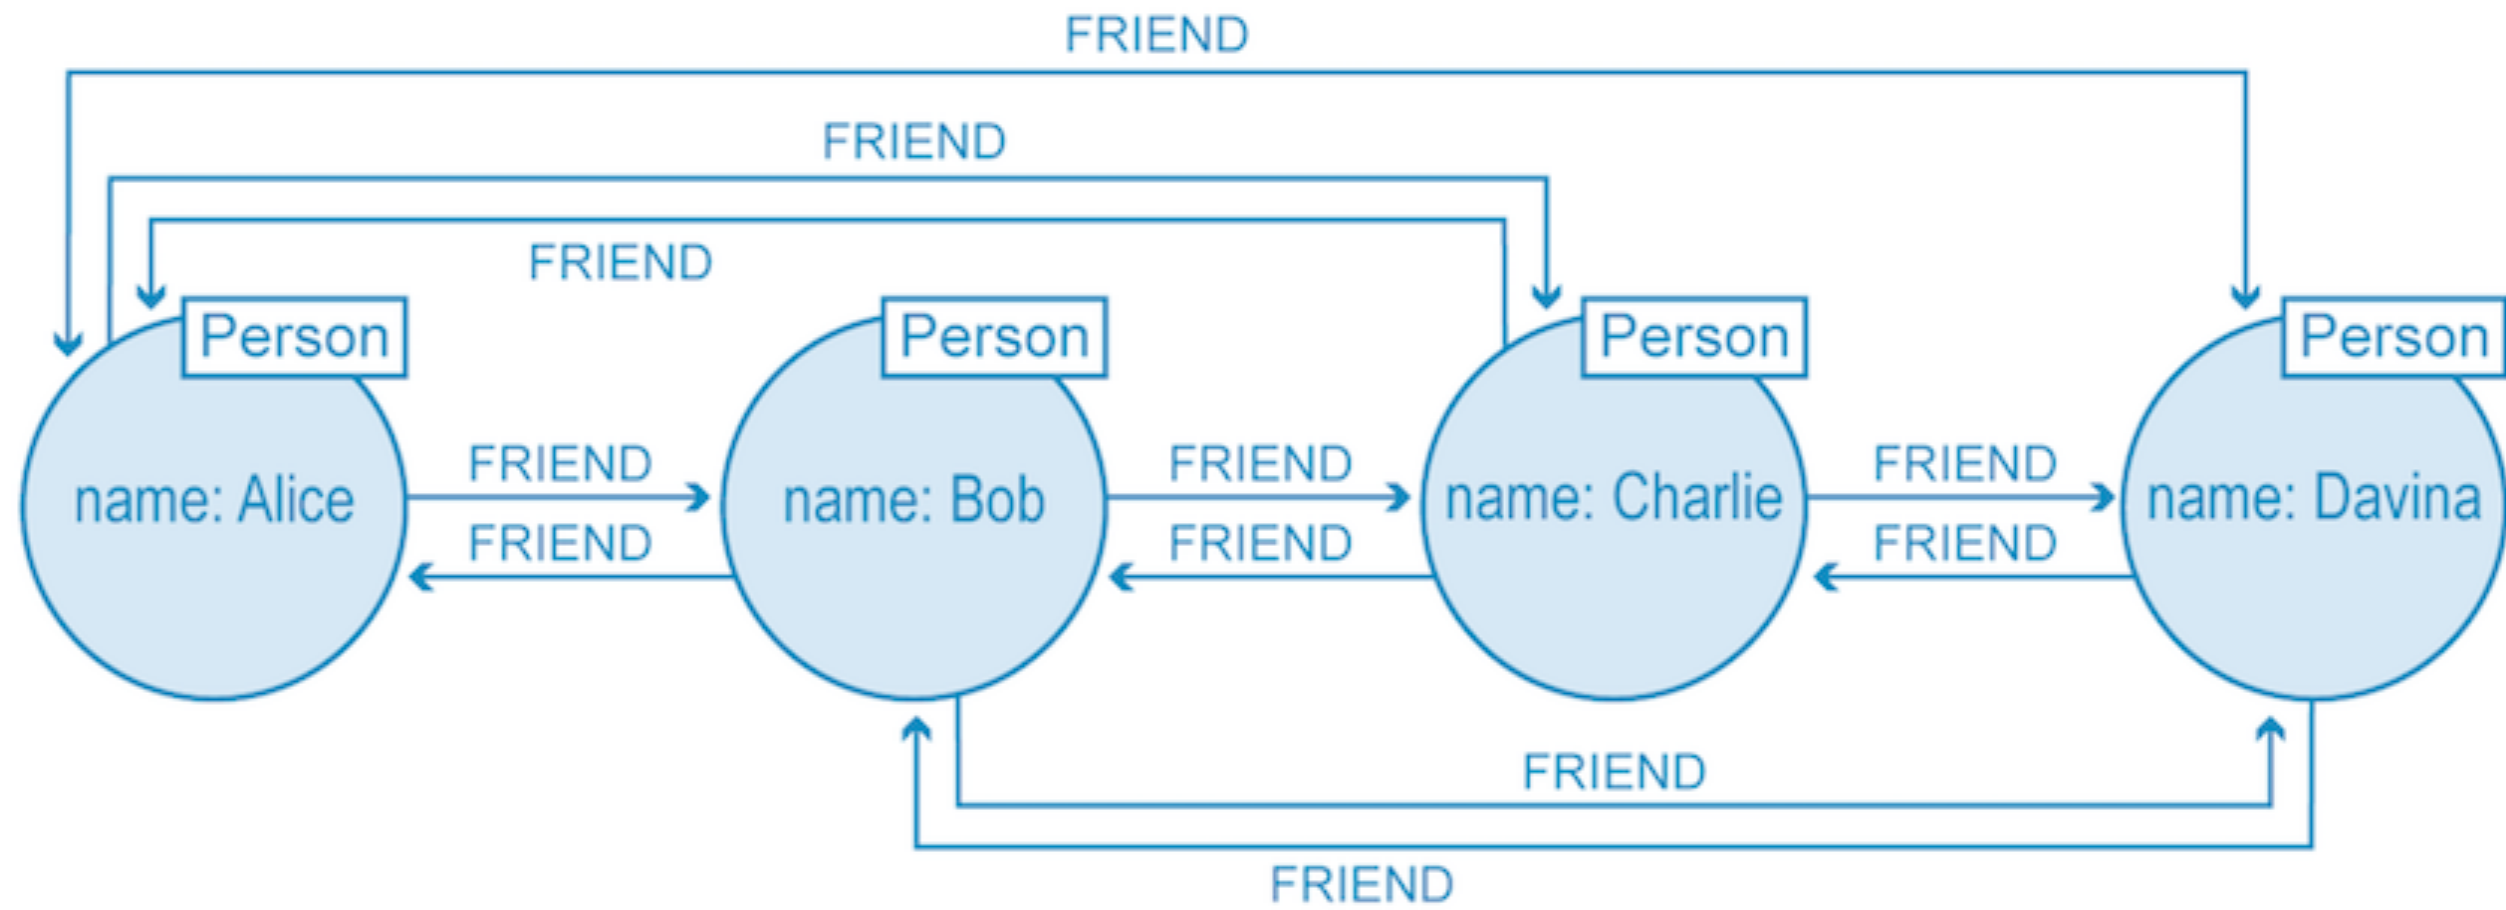 FRIEND
FRIEND
FRIEND
Person
Person
Person
Person
FRIEND
FRIEND
FRIEND
name: Alice
name: Bob
name: Charlie
name: Davina
FRIEND
FRIEND
FRIEND
FRIEND
FRIEND